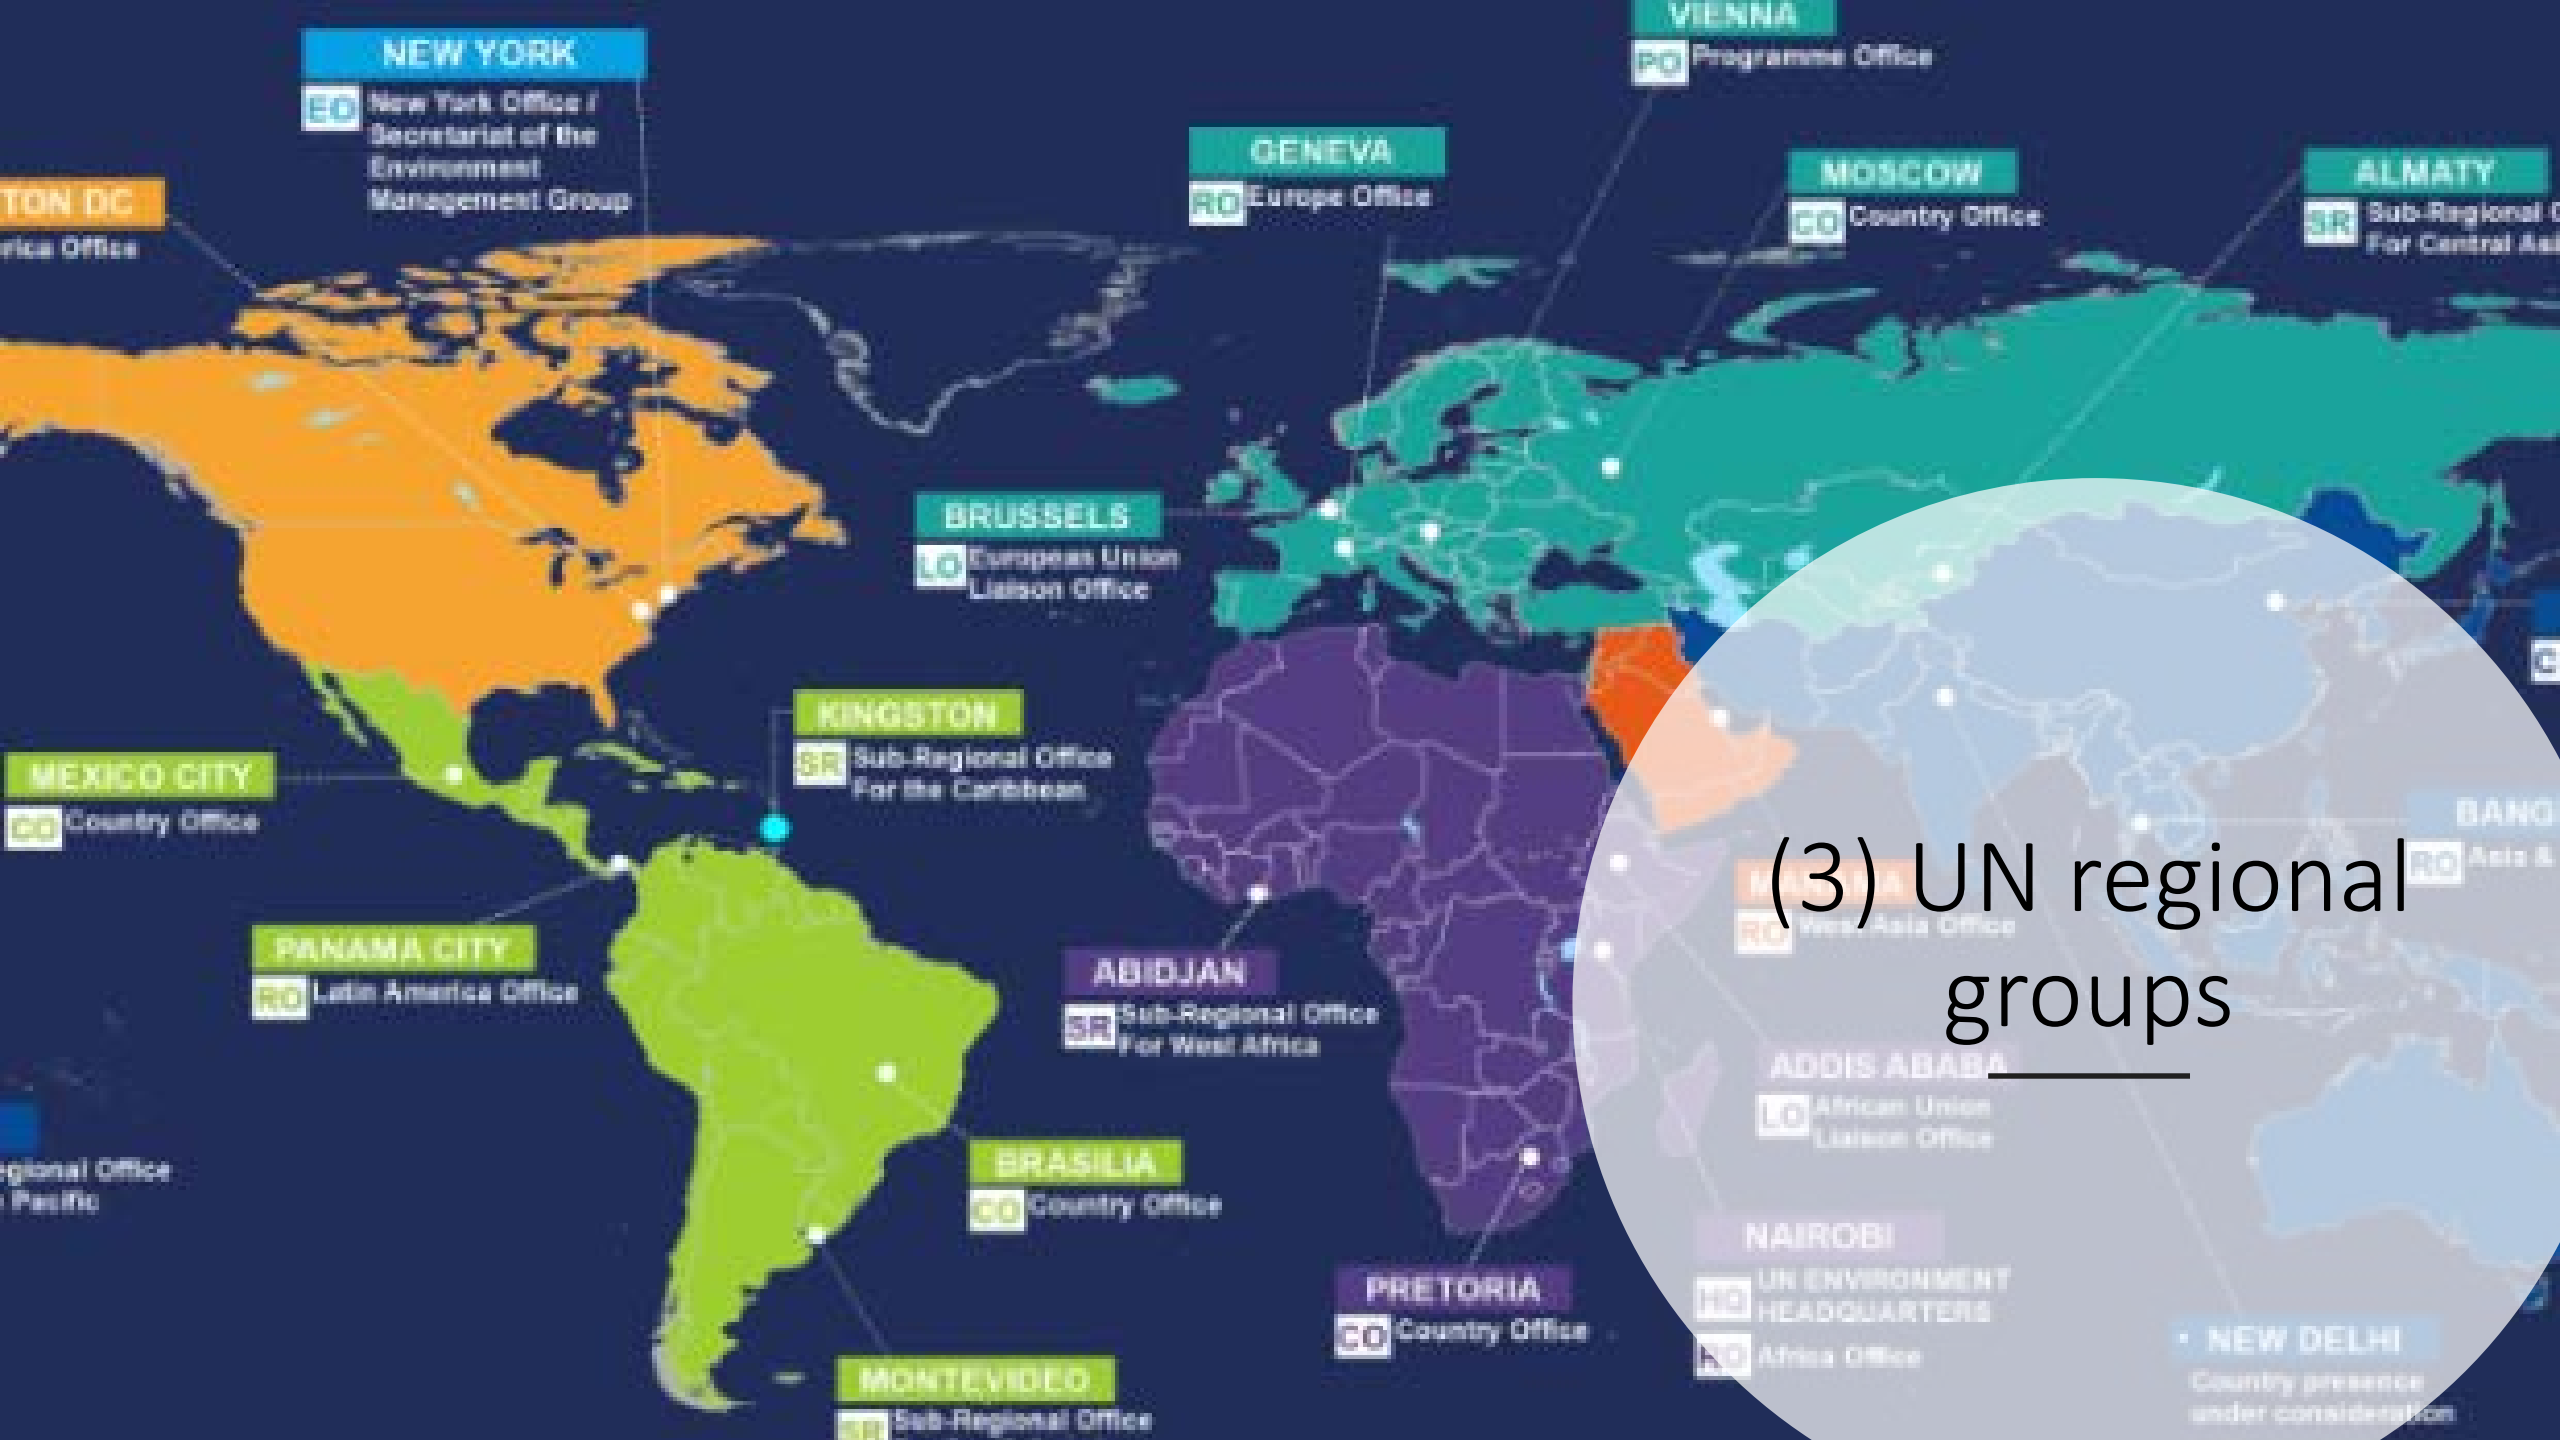 VIENNA
PO Programme Office
NEW YORK
EO New York Office /
Secretariat of the
Environment
Management Group
GENEVA
RO Europe Office
MOSCOW
CO Country Office
ALMATY
SR Sub-Regional O
For Central Asi
TON DC
rica Office
BRUSSELS
LO European Union
Liaison Office
KINGSTON
SR Sub-Regional Office
For the Caribbean
MEXICO CITY
CO Country Office
C
BANG
RO Asia &
(3) UN regional
groups
MANAMA
RO West Asia Office
PANAMA CITY
RO Latin America Office
ABIDJAN
SR Sub-Regional Office
For West Africa
ADDIS ABABA
LO African Union
Liaison Office
egional Office
Pacific
BRASILIA
CO Country Office
NAIROBI
HQ UN ENVIRONMENT
HEADQUARTERS
RO Africa Office
PRETORIA
CO Country Office
NEW DELHI
Country presence
under consideration
MONTEVIDEO
SR Sub-Regional Office